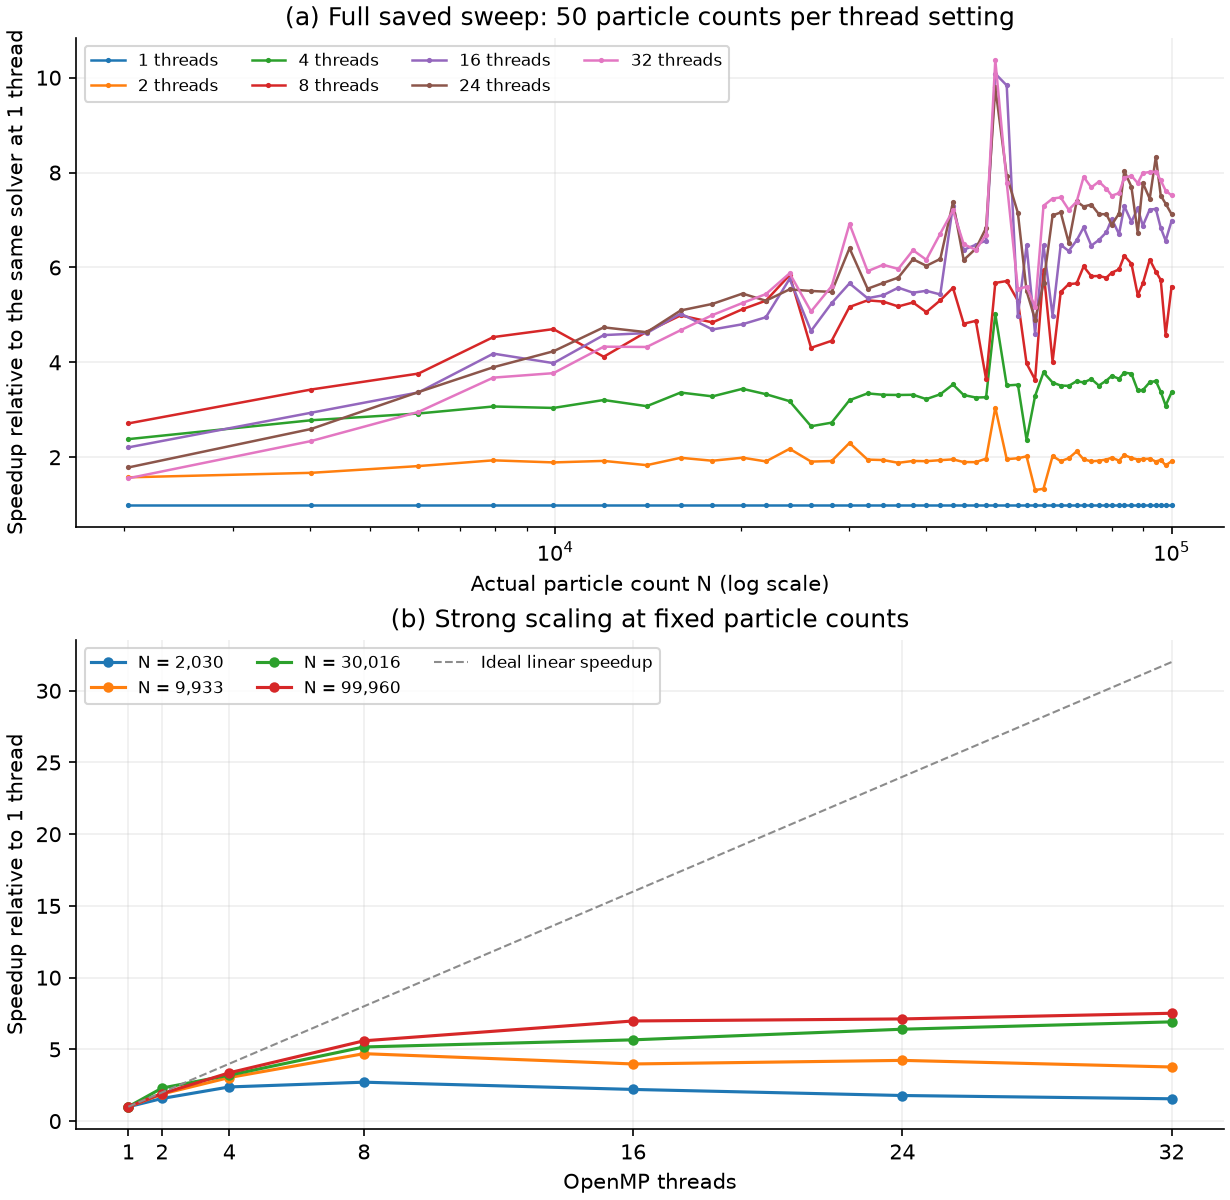 (a) Full saved sweep: 50 particle counts per thread setting
Speedup relative to the same solver at 1 thread
1 threads
2 threads
4 threads
8 threads
16 threads
24 threads
32 threads
10
8
6
4
2
10^4
10^5
Actual particle count N (log scale)
(b) Strong scaling at fixed particle counts
Speedup relative to 1 thread
N = 2,030
N = 9,933
N = 30,016
N = 99,960
Ideal linear speedup
30
25
20
15
10
5
0
1 2 4 8 16 24 32
OpenMP threads